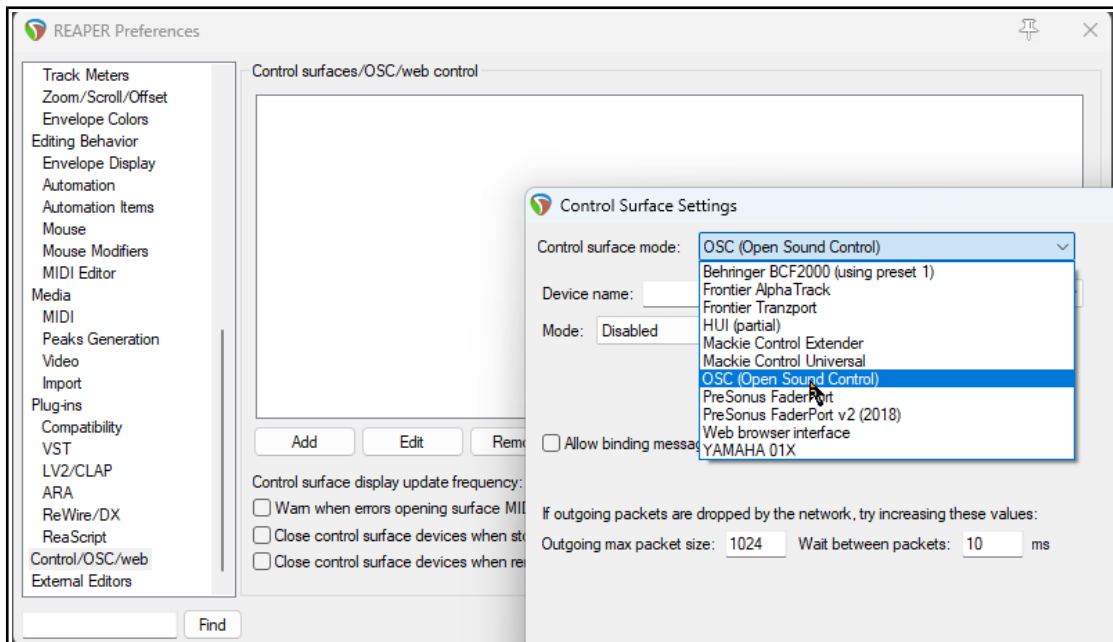 REAPER Preferences
Track Meters
Zoom/Scroll/Offset
Envelope Colors
Editing Behavior
Envelope Display
Automation
Automation Items
Mouse
Mouse Modifiers
MIDI Editor
Media
MIDI
Peaks Generation
Video
Import
Plug-ins
Compatibility
VST
LV2/CLAP
ARA
ReWire/DX
ReaScript
Control/OSC/web
External Editors
Find
Control surfaces/OSC/web control
Add Edit
Control surface display update frequency:
Warn when errors opening surface
Close control surface devices when
Close control surface devices when
Control Surface Settings
Control surface mode: OSC (Open Sound Control)
Behringer BCF2000 (using preset 1)
Frontier AlphaTrack
Frontier Tranzport
HUI (partial)
Mackie Control Extender
Mackie Control Universal
OSC (Open Sound Control)
PreSonus FaderPort
PreSonus FaderPort v2 (2018)
Web browser interface
YAMAHA 01X
Device name:
Mode: Disabled
Allow binding
If outgoing packets are dropped by the network, try increasing these values:
Outgoing max packet size: 1024 Wait between packets: 10 ms